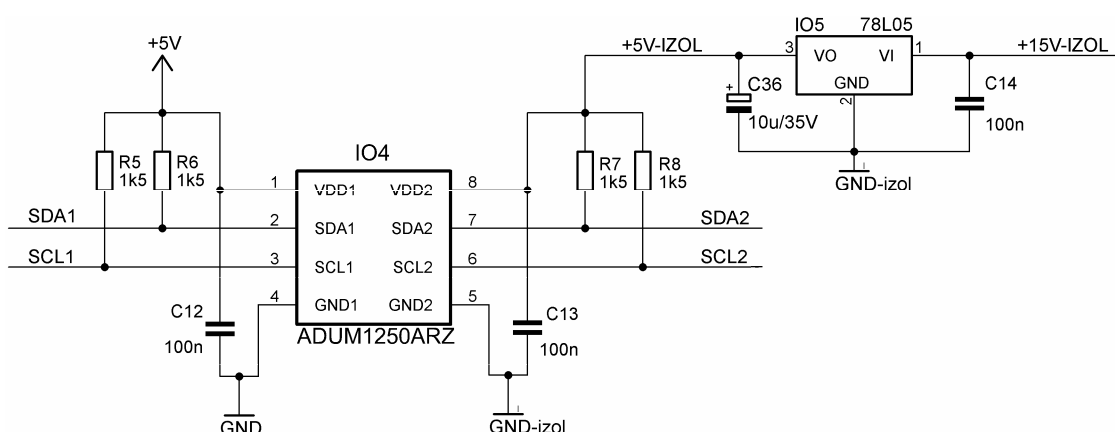 IO5 78L05
+5V
+5V-IZOL 3 VO VI 1 +15V-IZOL
GND
2
+ C36
10u/35V
C14
100n
GND-izol
IO4
R5
1k5
R6
1k5
R7
1k5
R8
1k5
1 VDD1 VDD2 8
SDA1 2 SDA1 SDA2 7 SDA2
SCL1 3 SCL1 SCL2 6 SCL2
4 GND1 GND2 5
ADUM1250ARZ
C12
100n
C13
100n
GND
GND-izol